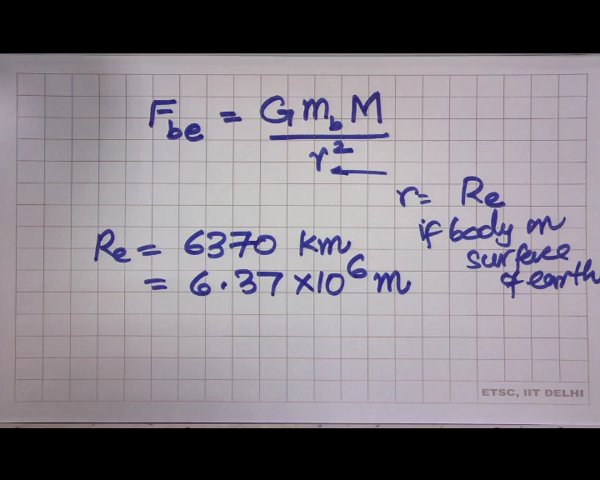 F_be = G m_b M / r²
r = Re
if body on
surface
of earth
Re = 6370 km
= 6.37 × 10⁶ m
ETSC, IIT DELHI